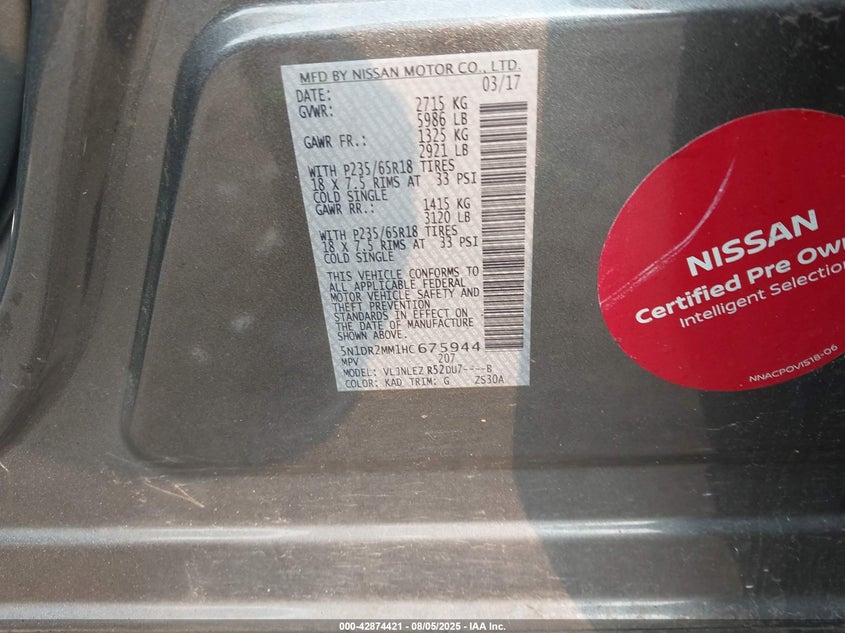 MFD BY NISSAN MOTOR CO., LTD.
DATE: 03/17
GVWR: 2715 KG
5986 LB
GAWR FR.: 1325 KG
2921 LB
WITH P235/65R18 TIRES
18 X 7.5 RIMS AT 33 PSI
COLD SINGLE
GAWR RR.: 1415 KG
3120 LB
WITH P235/65R18 TIRES
18 X 7.5 RIMS AT 33 PSI
COLD SINGLE
THIS VEHICLE CONFORMS TO
ALL APPLICABLE FEDERAL
MOTOR VEHICLE SAFETY AND
THEFT PREVENTION
STANDARDS IN EFFECT ON
THE DATE OF MANUFACTURE
SHOWN ABOVE.
5N1DR2MM1HC675944
MPV 207
MODEL: VL3NLEZ R52DU7----B
COLOR: KAD TRIM: G ZS30A
NISSAN
Certified Pre Own
Intelligent Selection
NNACPOVIS18-06
000-42874421 - 08/05/2025 - IAA Inc.